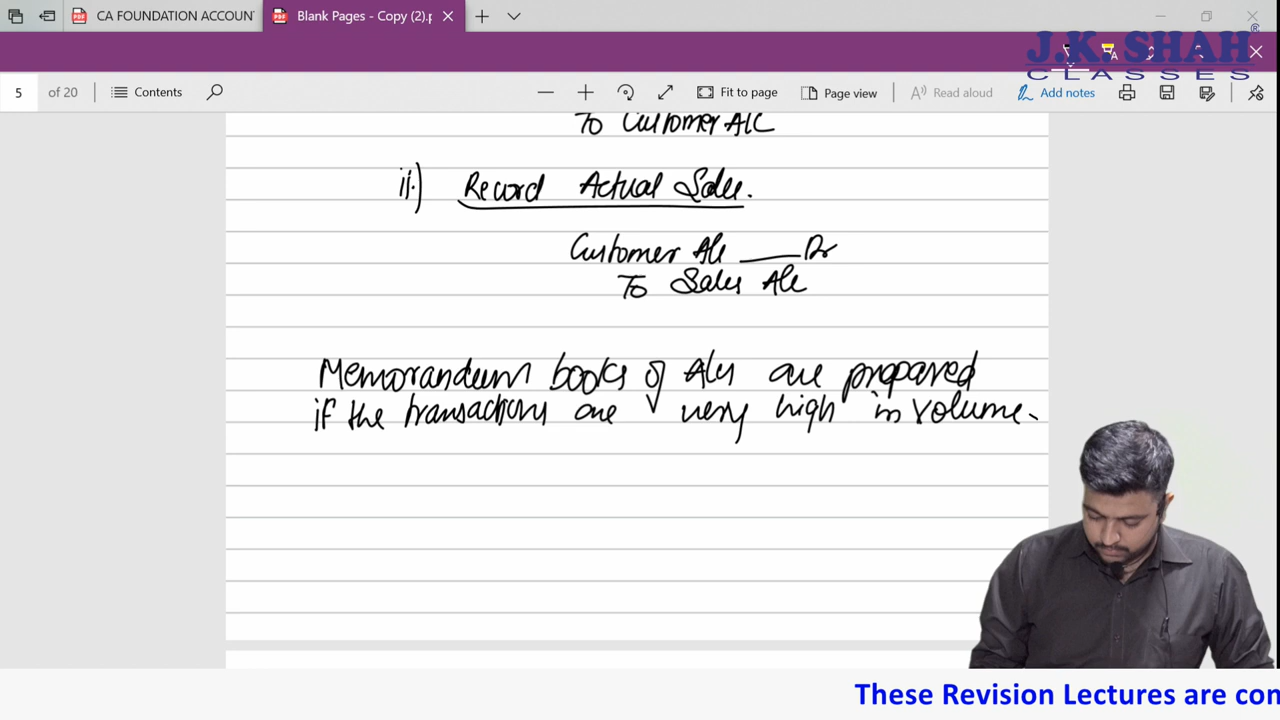 CA FOUNDATION ACCOUN
Blank Pages - Copy (2).p
J.K. SHAH®
CLASSES
5 of 20
Contents
Fit to page
Page view
Read aloud
Add notes
To Customer A/C
ii.) Record Actual Sales.
Customer A/c ____ Dr
To Sales A/c
Memorandum books of A/cs are prepared
if the transactions are very high in volume.
These Revision Lectures are con